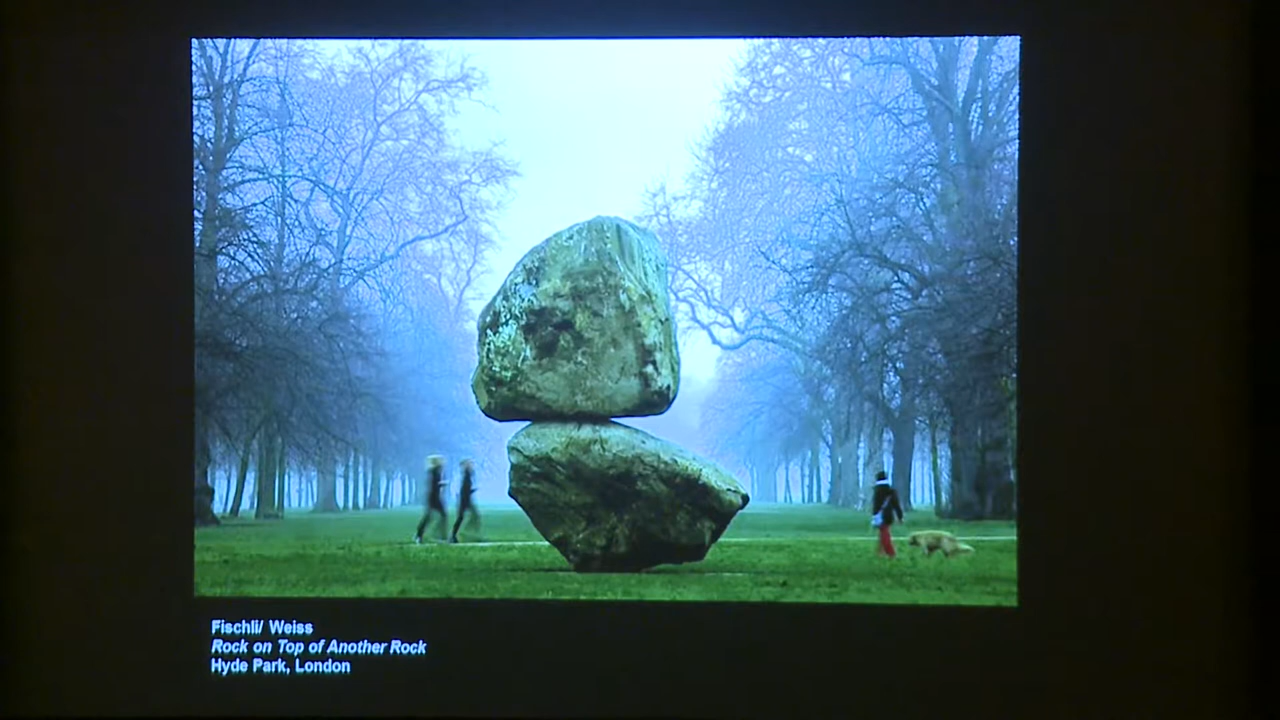 Fischli/ Weiss
Rock on Top of Another Rock
Hyde Park, London